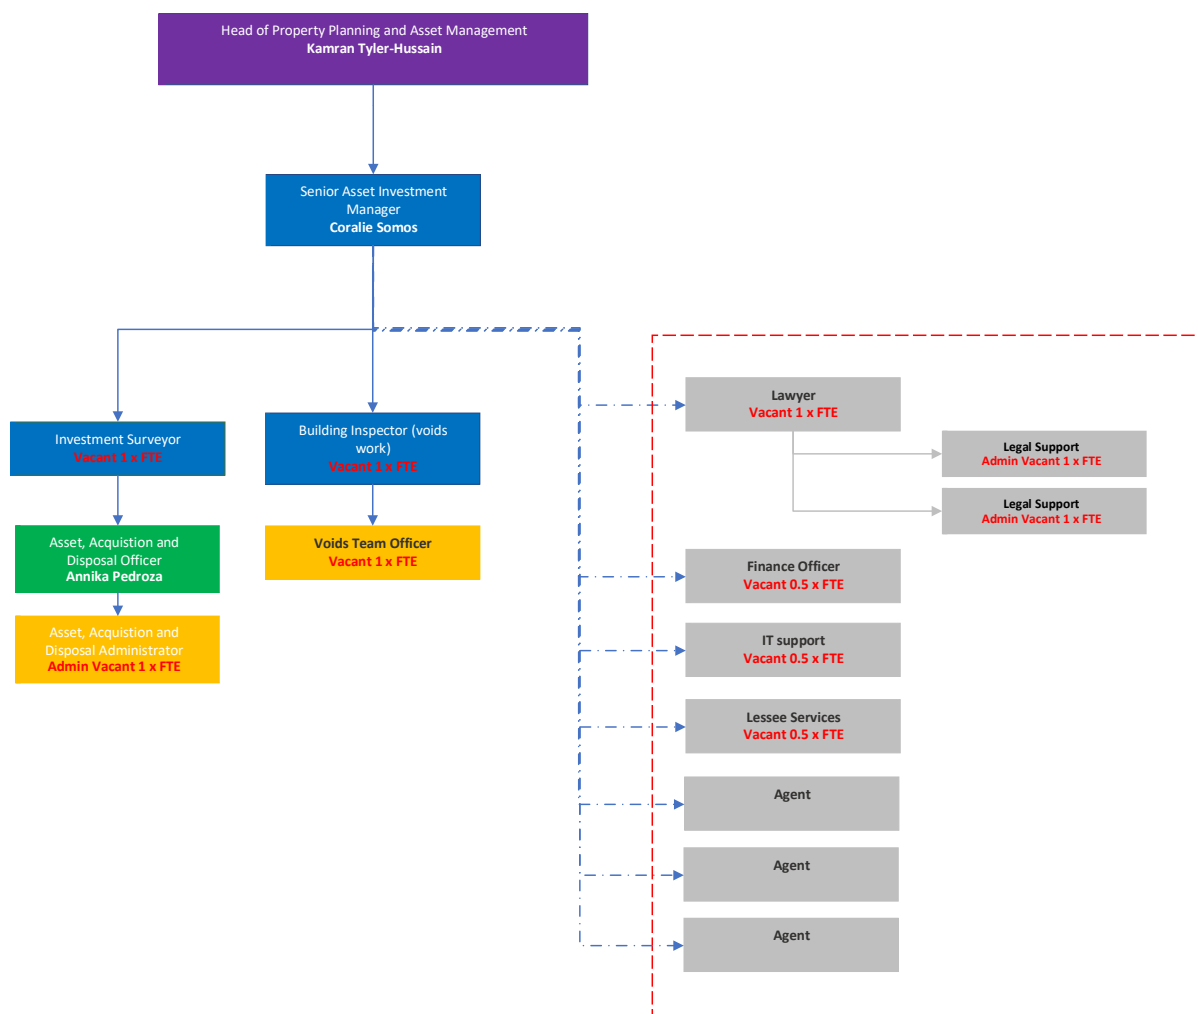 Head of Property Planning and Asset Management
Kamran Tyler-Hussain
Senior Asset Investment
Manager
Coralie Somos
Investment Surveyor
Vacant 1 x FTE
Building Inspector (voids
work)
Vacant 1 x FTE
Asset, Acquistion and
Disposal Officer
Annika Pedroza
Voids Team Officer
Vacant 1 x FTE
Asset, Acquistion and
Disposal Administrator
Admin Vacant 1 x FTE
Lawyer
Vacant 1 x FTE
Legal Support
Admin Vacant 1 x FTE
Legal Support
Admin Vacant 1 x FTE
Finance Officer
Vacant 0.5 x FTE
IT support
Vacant 0.5 x FTE
Lessee Services
Vacant 0.5 x FTE
Agent
Agent
Agent